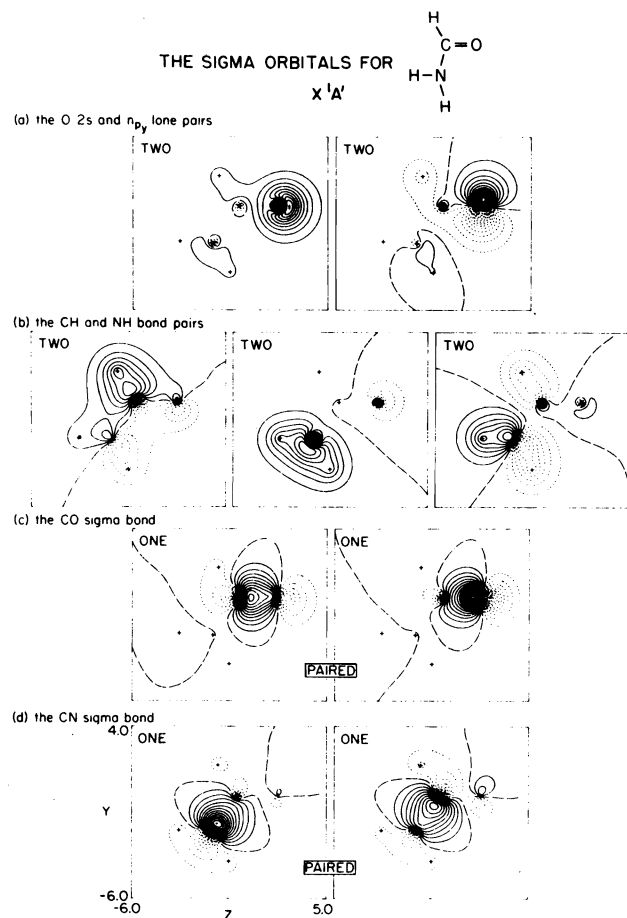 H
C=O
THE SIGMA ORBITALS FOR
H-N
X ¹A'
H
(a) the O 2s and n_py lone pairs
TWO
TWO
(b) the CH and NH bond pairs
TWO
TWO
TWO
(c) the CO sigma bond
ONE
ONE
PAIRED
(d) the CN sigma bond
4.0
ONE
ONE
Y
PAIRED
-6.0
-6.0
Z
5.0